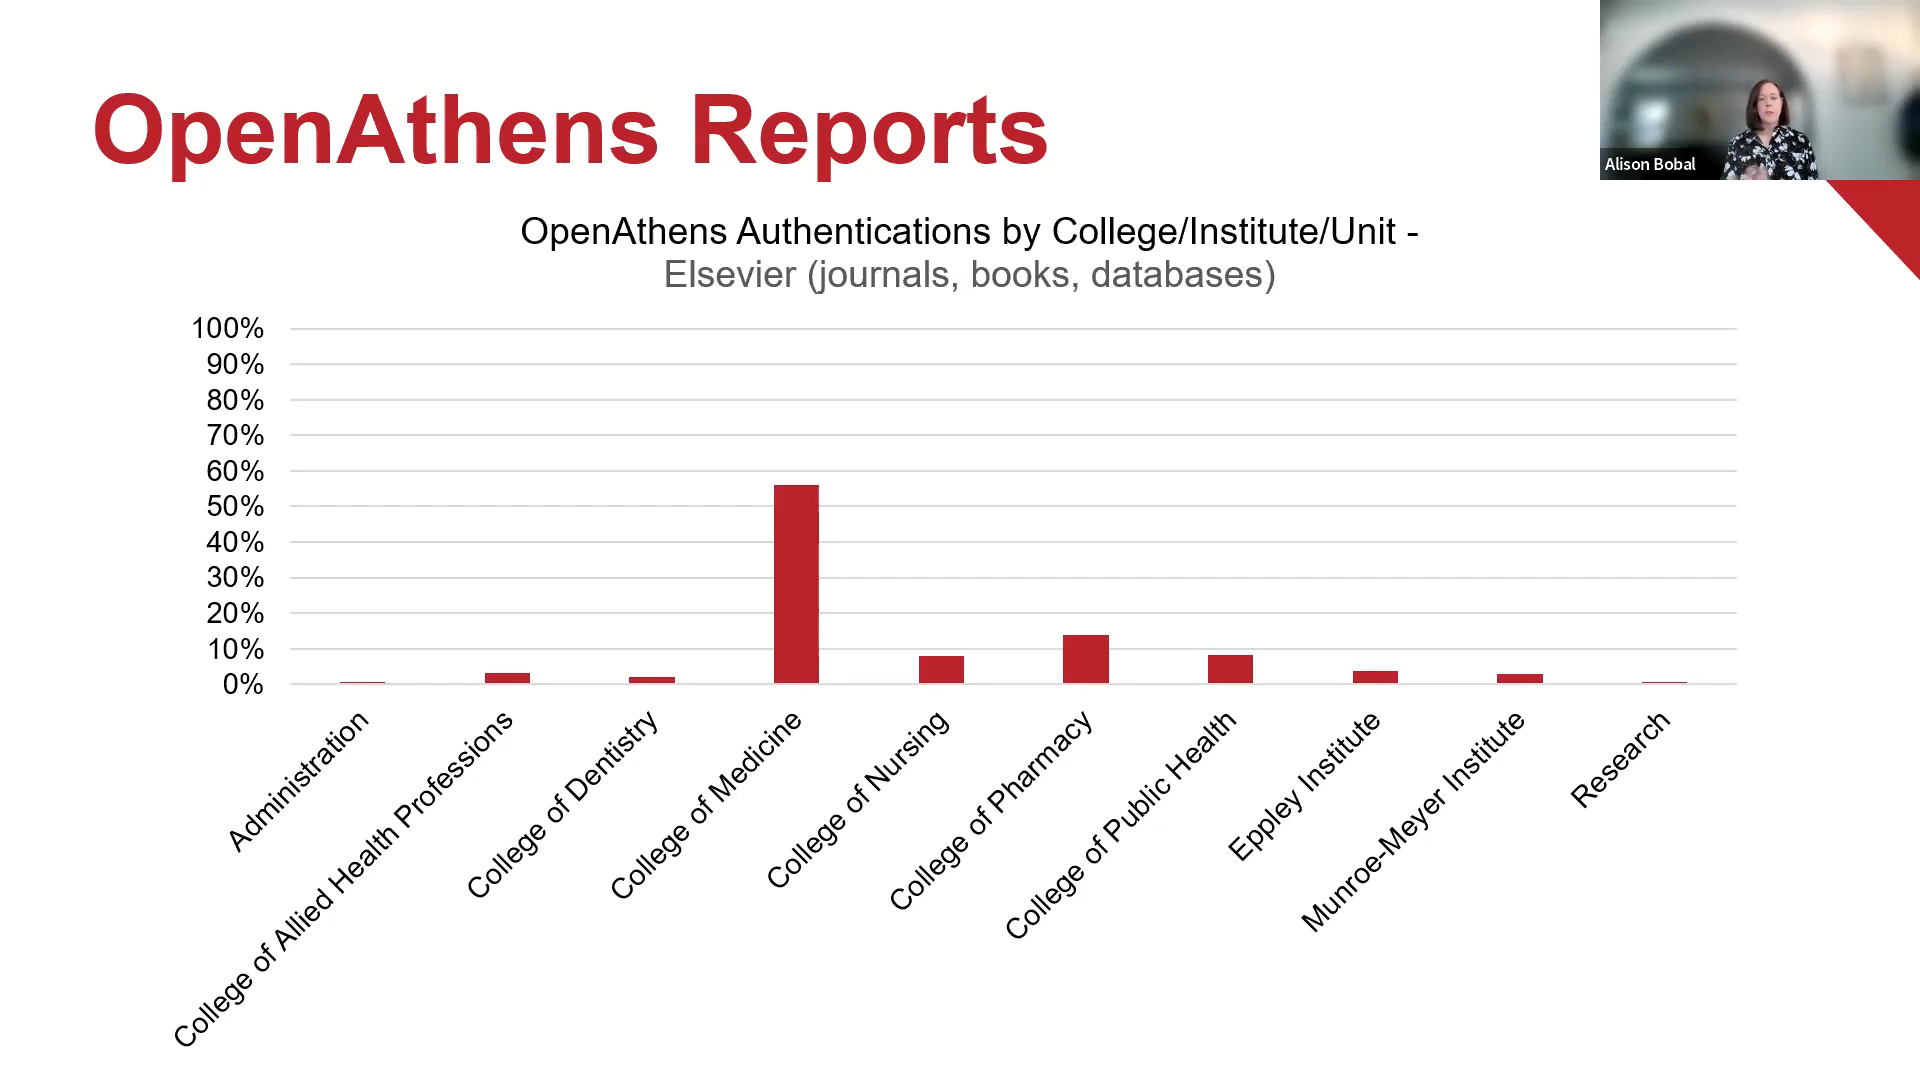 OpenAthens Reports
Alison Bobal
OpenAthens Authentications by College/Institute/Unit -
Elsevier (journals, books, databases)
100%
90%
80%
70%
60%
50%
40%
30%
20%
10%
0%
Administration
College of Allied Health Professions
College of Dentistry
College of Medicine
College of Nursing
College of Pharmacy
College of Public Health
Eppley Institute
Munroe-Meyer Institute
Research